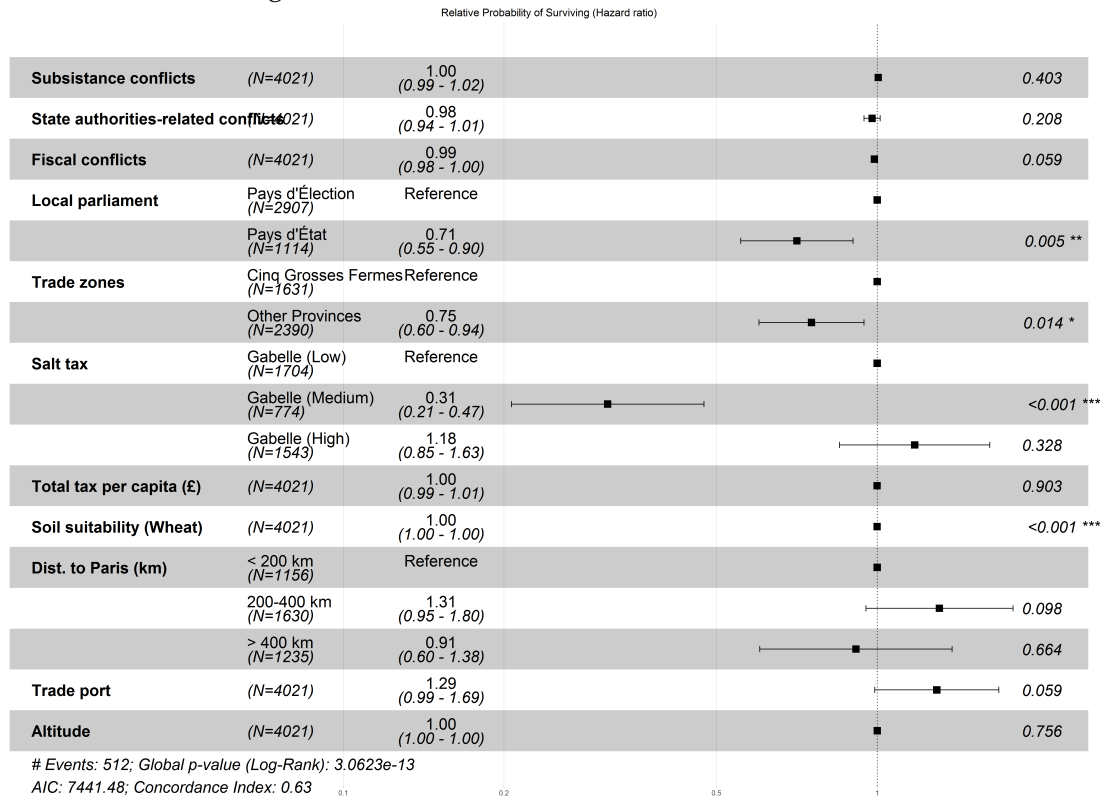 Relative Probability of Surviving (Hazard ratio)
Subsistance conflicts (N=4021) 1.00 0.403
(0.99 - 1.02)
State authorities-related conflicts (N=4021) 0.98 0.208
(0.94 - 1.01)
Fiscal conflicts (N=4021) 0.99 0.059
(0.98 - 1.00)
Local parliament Pays d'Élection Reference
(N=2907)
Pays d'État 0.71 0.005 **
(N=1114) (0.55 - 0.90)
Trade zones Cinq Grosses Fermes Reference
(N=1631)
Other Provinces 0.75 0.014 *
(N=2390) (0.60 - 0.94)
Salt tax Gabelle (Low) Reference
(N=1704)
Gabelle (Medium) 0.31 <0.001 ***
(N=774) (0.21 - 0.47)
Gabelle (High) 1.18 0.328
(N=1543) (0.85 - 1.63)
Total tax per capita (£) (N=4021) 1.00 0.903
(0.99 - 1.01)
Soil suitability (Wheat) (N=4021) 1.00 <0.001 ***
(1.00 - 1.00)
Dist. to Paris (km) < 200 km Reference
(N=1156)
200-400 km 1.31 0.098
(N=1630) (0.95 - 1.80)
> 400 km 0.91 0.664
(N=1235) (0.60 - 1.38)
Trade port (N=4021) 1.29 0.059
(0.99 - 1.69)
Altitude (N=4021) 1.00 0.756
(1.00 - 1.00)
# Events: 512; Global p-value (Log-Rank): 3.0623e-13
AIC: 7441.48; Concordance Index: 0.63
0.1 0.2 0.5 1